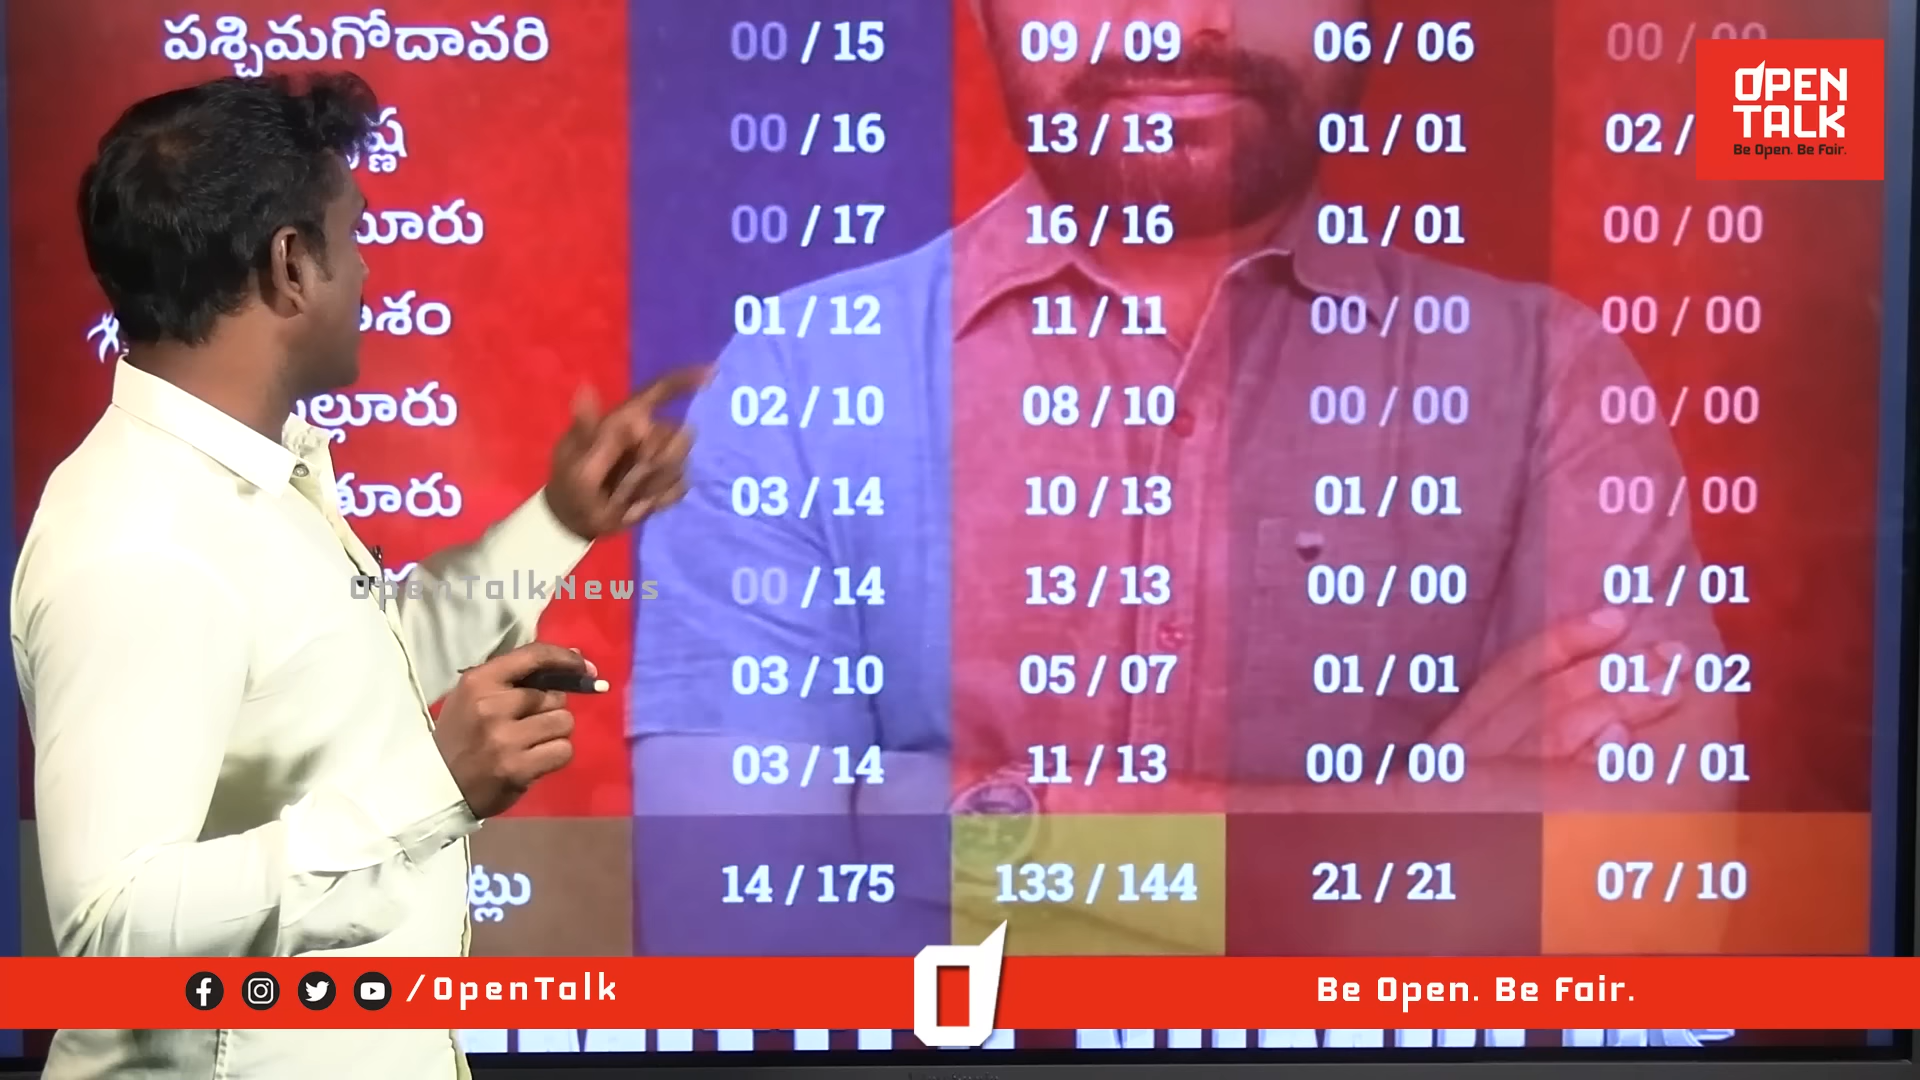 పశ్చిమగోదావరి 00 / 15 09 / 09 06 / 06 00 /
OPEN
TALK
Be Open. Be Fair.
00 / 16 13 / 13 01 / 01 02 /
00 / 17 16 / 16 01 / 01 00 / 00
01 / 12 11 / 11 00 / 00 00 / 00
02 / 10 08 / 10 00 / 00 00 / 00
03 / 14 10 / 13 01 / 01 00 / 00
OpenTalkNews
00 / 14 13 / 13 00 / 00 01 / 01
03 / 10 05 / 07 01 / 01 01 / 02
03 / 14 11 / 13 00 / 00 00 / 01
14 / 175 133 / 144 21 / 21 07 / 10
/OpenTalk
Be Open. Be Fair.